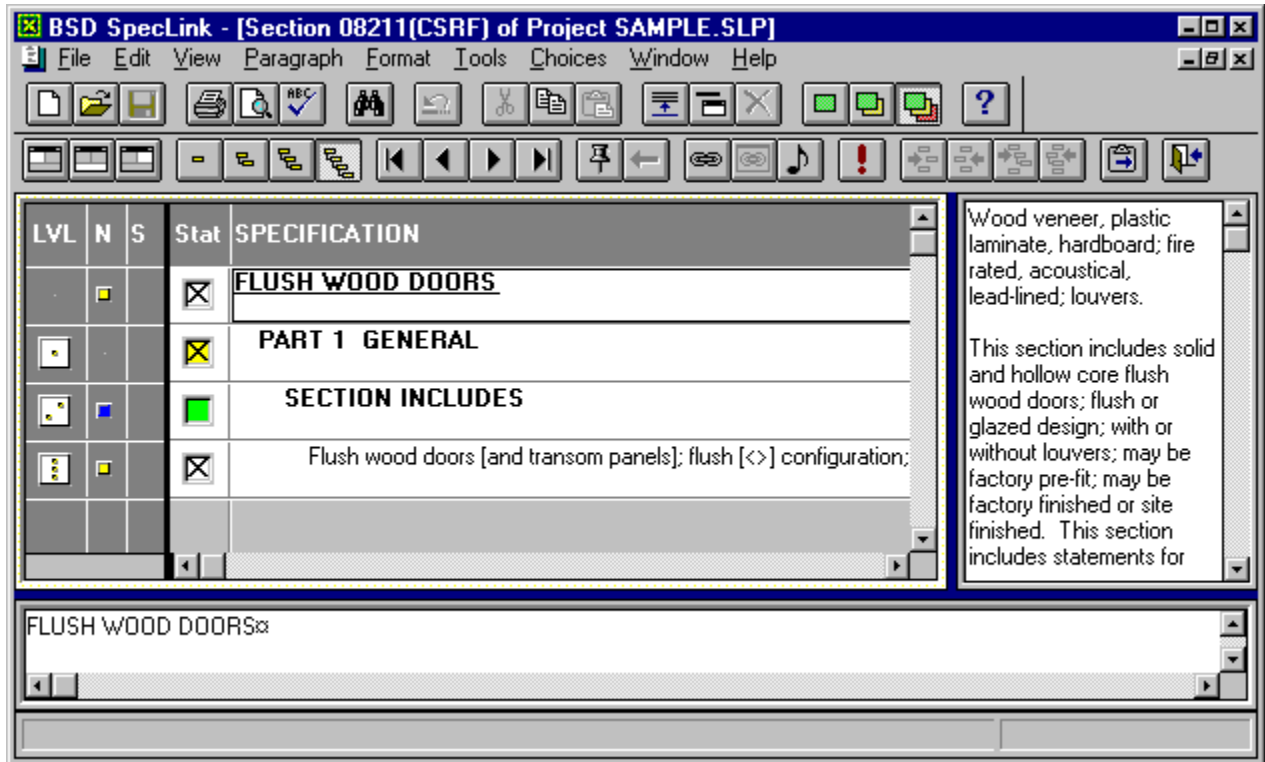 BSD SpecLink - [Section 08211(CSRF) of Project SAMPLE.SLP]
File Edit View Paragraph Format Tools Choices Window Help
ABC
?
!
LVL N S Stat SPECIFICATION
FLUSH WOOD DOORS
PART 1 GENERAL
SECTION INCLUDES
Flush wood doors [and transom panels]; flush [<>] configuration;
Wood veneer, plastic
laminate, hardboard; fire
rated, acoustical,
lead-lined; louvers.
This section includes solid
and hollow core flush
wood doors; flush or
glazed design; with or
without louvers; may be
factory pre-fit; may be
factory finished or site
finished. This section
includes statements for
FLUSH WOOD DOORS¤